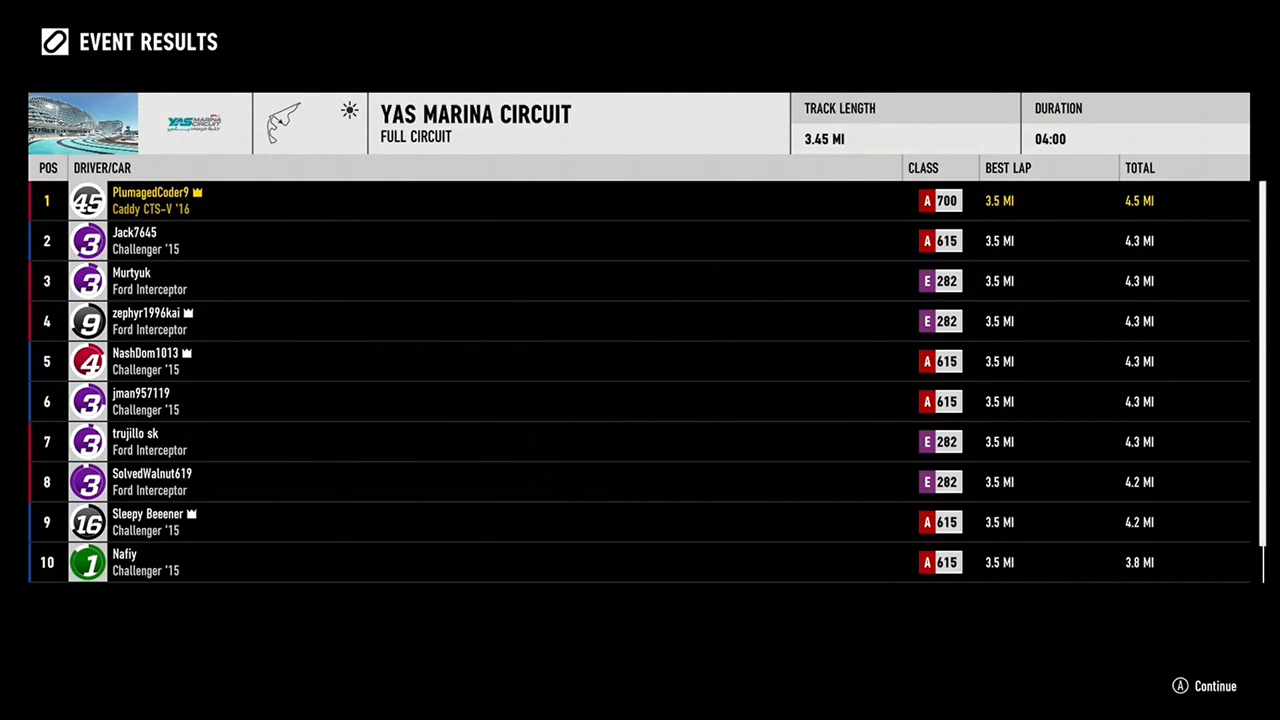 EVENT RESULTS
YAS MARINA CIRCUIT
YAS MARINA CIRCUIT
FULL CIRCUIT
TRACK LENGTH
3.45 MI
DURATION
04:00
POS DRIVER/CAR CLASS BEST LAP TOTAL
1 45 PlumagedCoder9 A 700 3.5 MI 4.5 MI
Caddy CTS-V '16
2 3 Jack7645 A 615 3.5 MI 4.3 MI
Challenger '15
3 3 Murtyuk E 282 3.5 MI 4.3 MI
Ford Interceptor
4 9 zephyr1996kai E 282 3.5 MI 4.3 MI
Ford Interceptor
5 4 NashDom1013 A 615 3.5 MI 4.3 MI
Challenger '15
6 3 jman957119 A 615 3.5 MI 4.3 MI
Challenger '15
7 3 trujillo sk E 282 3.5 MI 4.3 MI
Ford Interceptor
8 3 SolvedWalnut619 E 282 3.5 MI 4.2 MI
Ford Interceptor
9 16 Sleepy Beeener A 615 3.5 MI 4.2 MI
Challenger '15
10 1 Nafiy A 615 3.5 MI 3.8 MI
Challenger '15
A Continue